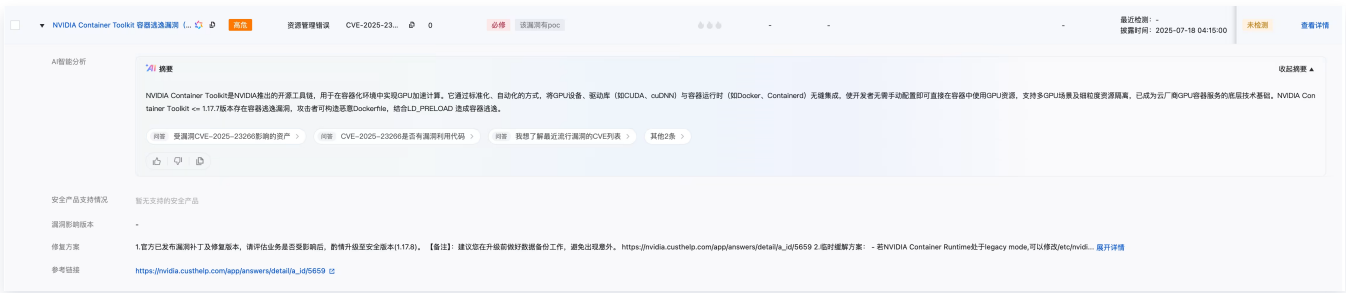 NVIDIA Container Toolkit 容器逃逸漏洞（... 高危 资源管理错误 CVE-2025-23... 0 必修 该漏洞有poc - - - 最近检测： - 未检测 查看详情
披露时间： 2025-07-18 04:15:00
AI智能分析 Ai 摘要 收起摘要
NVIDIA Container Toolkit是NVIDIA推出的开源工具链，用于在容器化环境中实现GPU加速计算。它通过标准化、自动化的方式，将GPU设备、驱动库（如CUDA、cuDNN）与容器运行时（如Docker、Containerd）无缝集成，使开发者无需手动配置即可直接在容器中使用GPU资源，支持多GPU场景及细粒度资源隔离，已成为云厂商GPU容器服务的底层技术基础。NVIDIA Con
tainer Toolkit <= 1.17.7版本存在容器逃逸漏洞，攻击者可构造恶意Dockerfile，结合LD_PRELOAD 造成容器逃逸。
问答 受漏洞CVE-2025-23266影响的资产 > 问答 CVE-2025-23266是否有漏洞利用代码 > 问答 我想了解最近流行漏洞的CVE列表 > 其他2条 >
安全产品支持情况 暂无支持的安全产品
漏洞影响版本 -
修复方案 1.官方已发布漏洞补丁及修复版本，请评估业务是否受影响后，酌情升级至安全版本(1.17.8)。 【备注】：建议您在升级前做好数据备份工作，避免出现意外。 https://nvidia.custhelp.com/app/answers/detail/a_id/5659 2.临时缓解方案： - 若NVIDIA Container Runtime处于legacy mode,可以修改/etc/nvidi... 展开详情
参考链接 https://nvidia.custhelp.com/app/answers/detail/a_id/5659